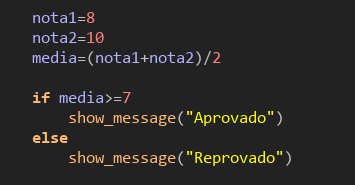 nota1=8
nota2=10
media=(nota1+nota2)/2
if media>=7
show_message("Aprovado")
else
show_message("Reprovado")